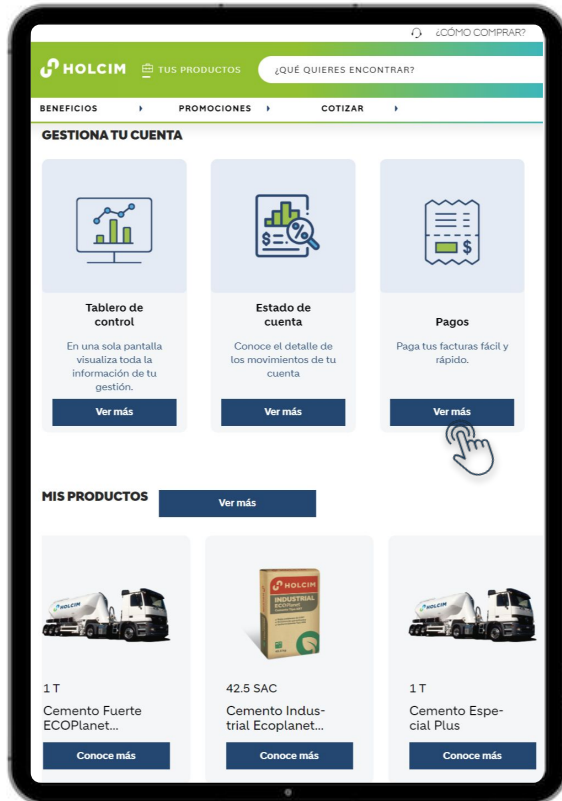 ¿CÓMO COMPRAR?
HOLCIM
TUS PRODUCTOS
¿QUÉ QUIERES ENCONTRAR?
BENEFICIOS
PROMOCIONES
COTIZAR
GESTIONA TU CUENTA
Tablero de
control
En una sola pantalla
visualiza toda la
información de tu
gestión.
Ver más
Estado de
cuenta
Conoce el detalle de
los movimientos de tu
cuenta
Ver más
Pagos
Paga tus facturas fácil y
rápido.
Ver más
MIS PRODUCTOS
Ver más
HOLCIM
1 T
Cemento Fuerte
ECOPlanet...
Conoce más
HOLCIM
INDUSTRIAL
ECOPlanet
42.5 SAC
Cemento Indus-
trial Ecoplanet...
Conoce más
HOLCIM
1 T
Cemento Espe-
cial Plus
Conoce más